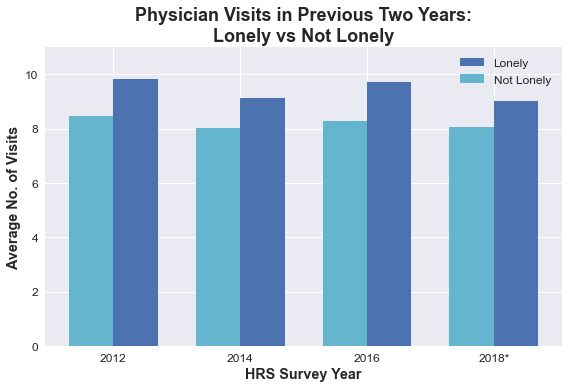 Physician Visits in Previous Two Years:
Lonely vs Not Lonely
Lonely
Not Lonely
Average No. of Visits
10
8
6
4
2
0
2012 2014 2016 2018*
HRS Survey Year